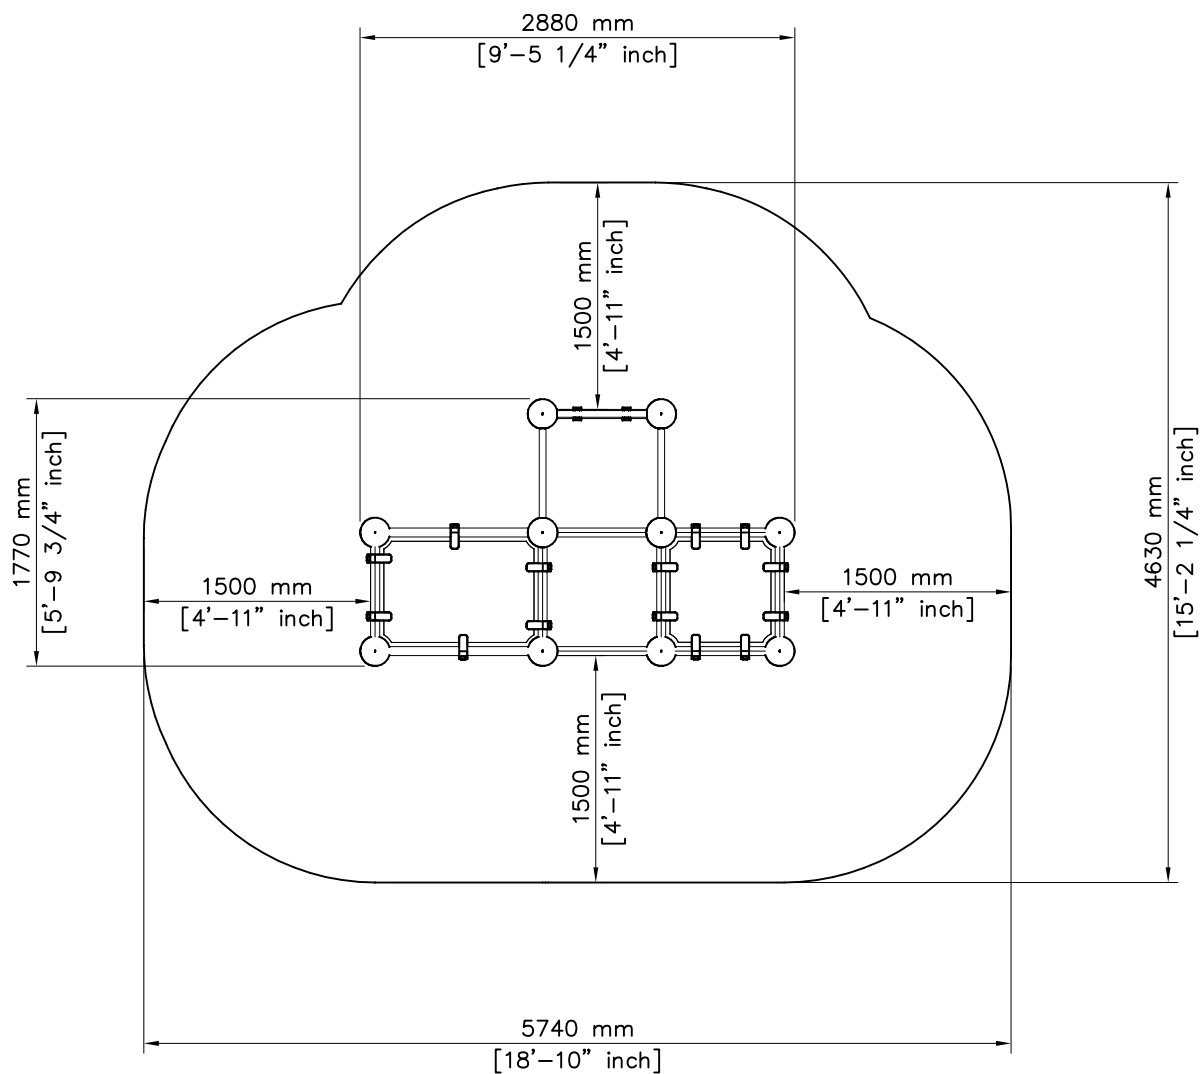 2880 mm
[9'-5 1/4" inch]
1500 mm
[4'-11" inch]
1770 mm
[5'-9 3/4" inch]
4630 mm
[15'-2 1/4" inch]
1500 mm
[4'-11" inch]
1500 mm
[4'-11" inch]
1500 mm
[4'-11" inch]
5740 mm
[18'-10" inch]